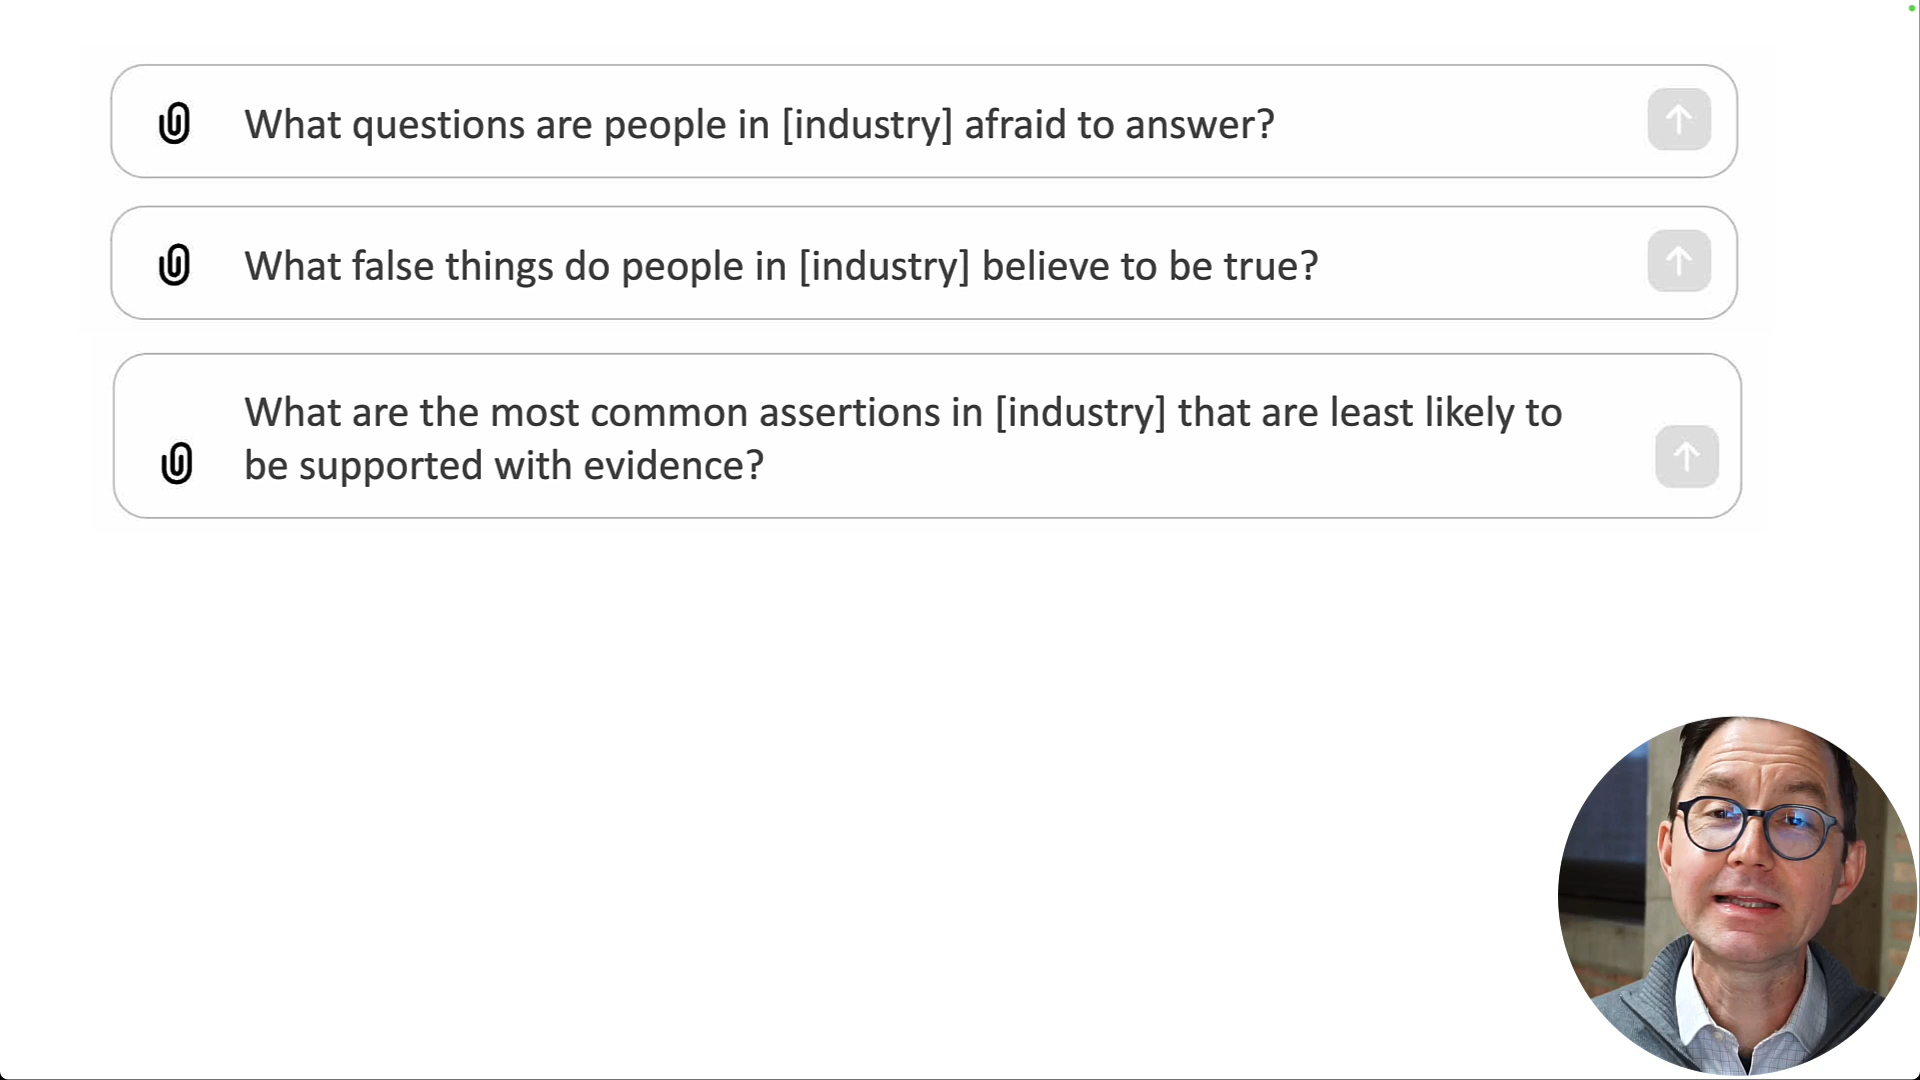 What questions are people in [industry] afraid to answer?
What false things do people in [industry] believe to be true?
What are the most common assertions in [industry] that are least likely to
be supported with evidence?